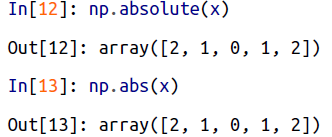 In[12]: np.absolute(x)
Out[12]: array([2, 1, 0, 1, 2])
In[13]: np.abs(x)
Out[13]: array([2, 1, 0, 1, 2])